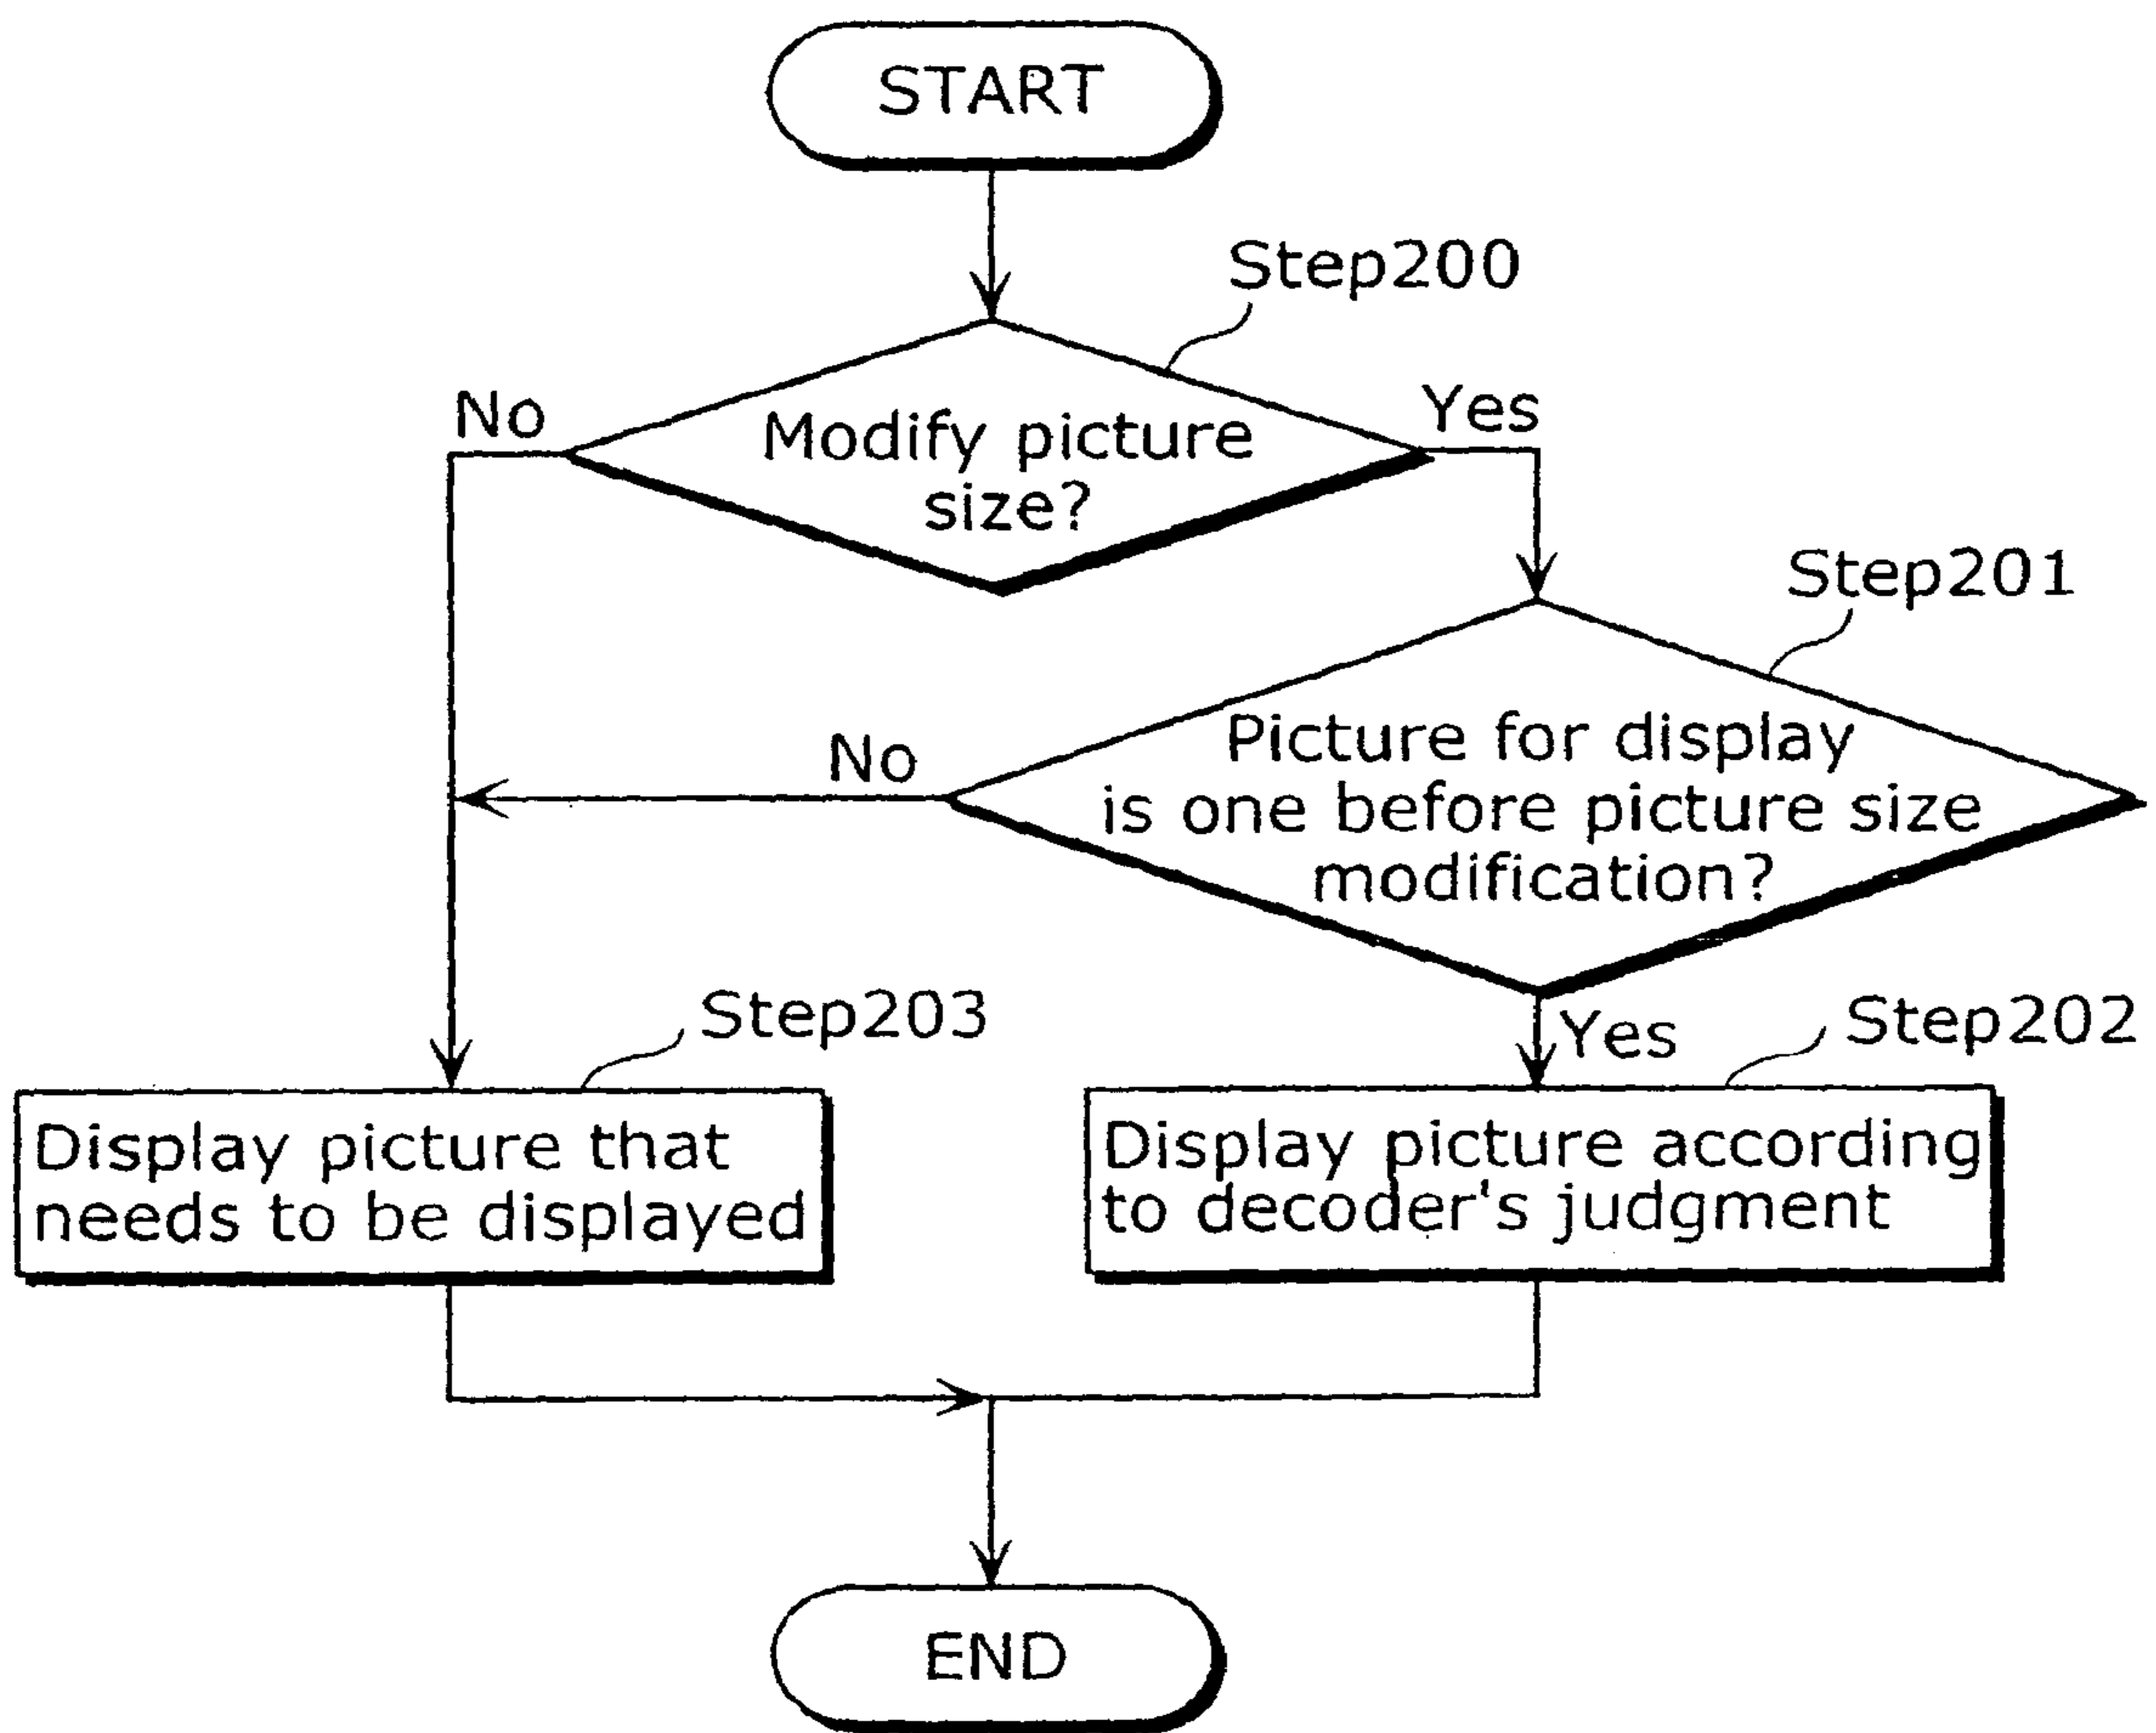 START
Step200
No
Yes
Modify picture
size?
Step201
No
Picture for display
is one before picture size
modification?
Step203
Yes
Step202
Display picture that
needs to be displayed
Display picture according
to decoder's judgment
END